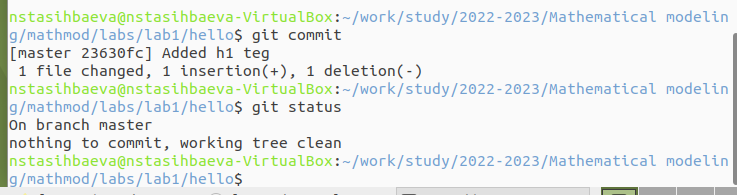 nstasihbaeva@nstasihbaeva-VirtualBox:~/work/study/2022-2023/Mathematical modelin
g/mathmod/labs/lab1/hello$ git commit
[master 23630fc] Added h1 teg
 1 file changed, 1 insertion(+), 1 deletion(-)
nstasihbaeva@nstasihbaeva-VirtualBox:~/work/study/2022-2023/Mathematical modelin
g/mathmod/labs/lab1/hello$ git status
On branch master
nothing to commit, working tree clean
nstasihbaeva@nstasihbaeva-VirtualBox:~/work/study/2022-2023/Mathematical modelin
g/mathmod/labs/lab1/hello$